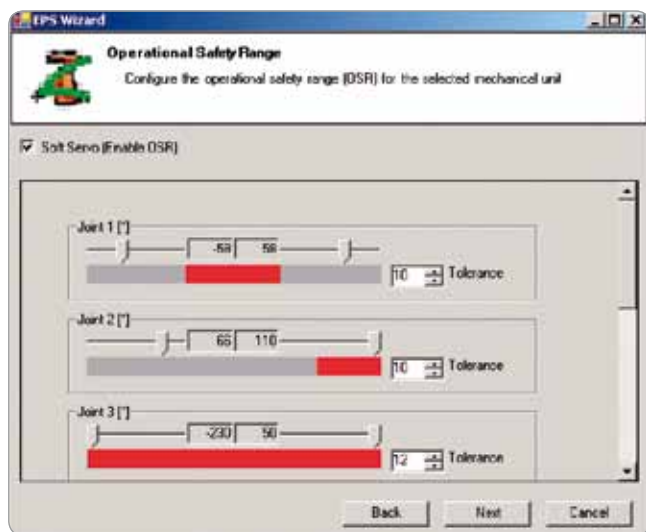 EPS Wizard
Operational Safety Range
Configure the operational safety range (OSR) for the selected mechanical unit
Soft Servo (Enable OSR)
Joint 1 [°]
-58 58
10 Tolerance
Joint 2 [°]
66 110
10 Tolerance
Joint 3 [°]
-230 50
12 Tolerance
Back Next Cancel